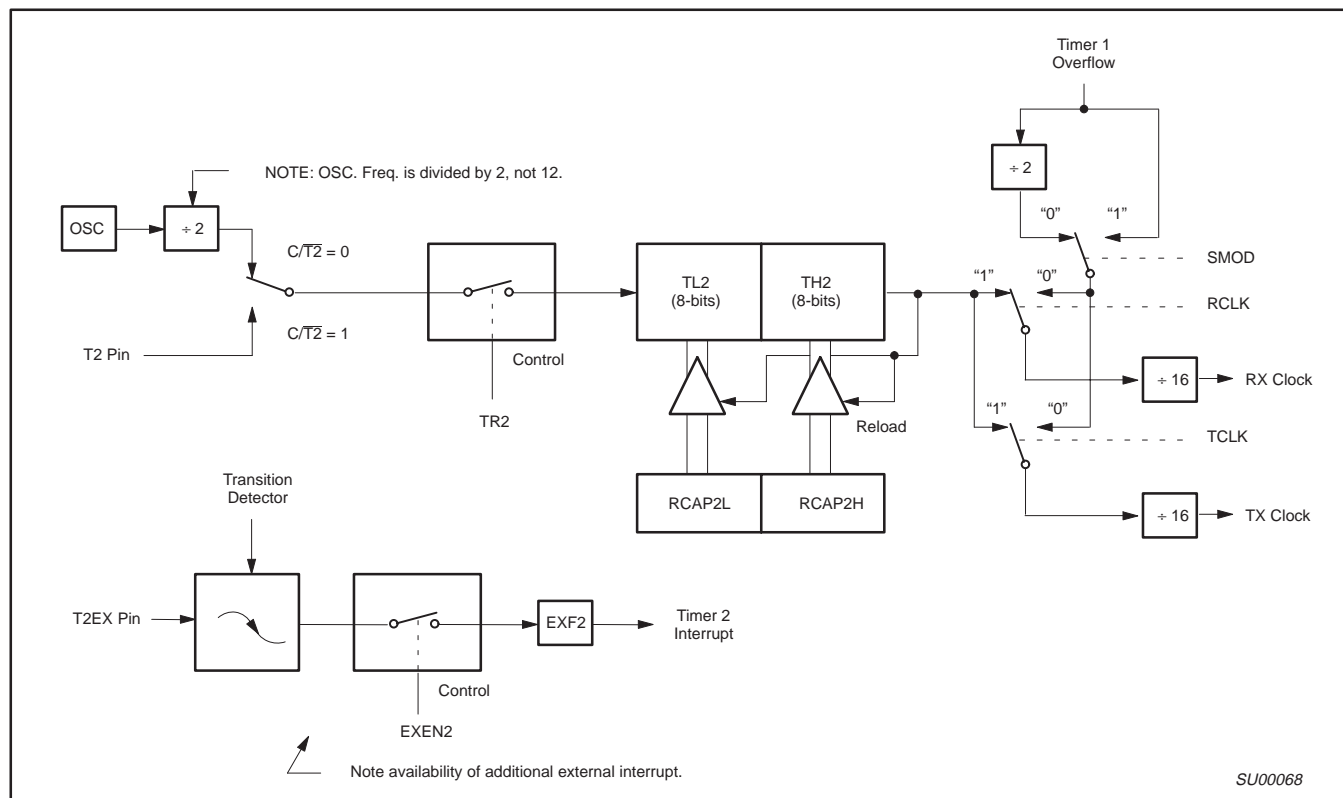 Timer 1
Overflow
NOTE: OSC. Freq. is divided by 2, not 12.
÷ 2
OSC
÷ 2
"0"
"1"
C/T2̅ = 0
TL2
(8-bits)
TH2
(8-bits)
SMOD
"1"
"0"
RCLK
C/T2̅ = 1
T2 Pin
Control
÷ 16
RX Clock
TR2
Reload
"1"
"0"
TCLK
Transition
Detector
RCAP2L
RCAP2H
÷ 16
TX Clock
T2EX Pin
EXF2
Timer 2
Interrupt
Control
EXEN2
Note availability of additional external interrupt.
SU00068